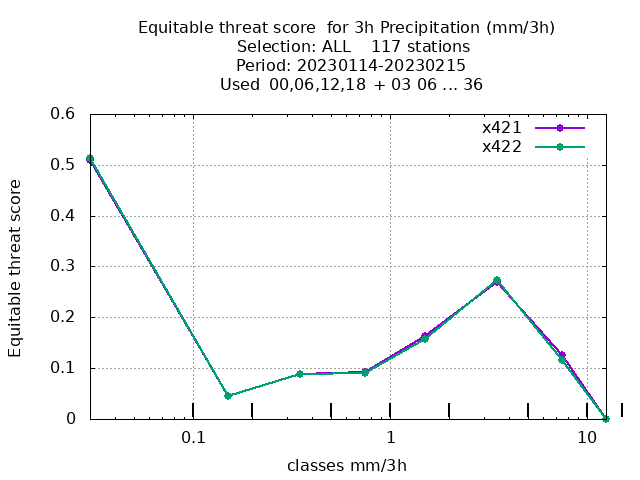 Equitable threat score  for 3h Precipitation (mm/3h)
Selection: ALL    117 stations
Period: 20230114-20230215
Used  00,06,12,18  + 03 06 ... 36
x421
x422
0.6
0.5
0.4
0.3
0.2
0.1
0
Equitable threat score
0.1
1
10
classes mm/3h